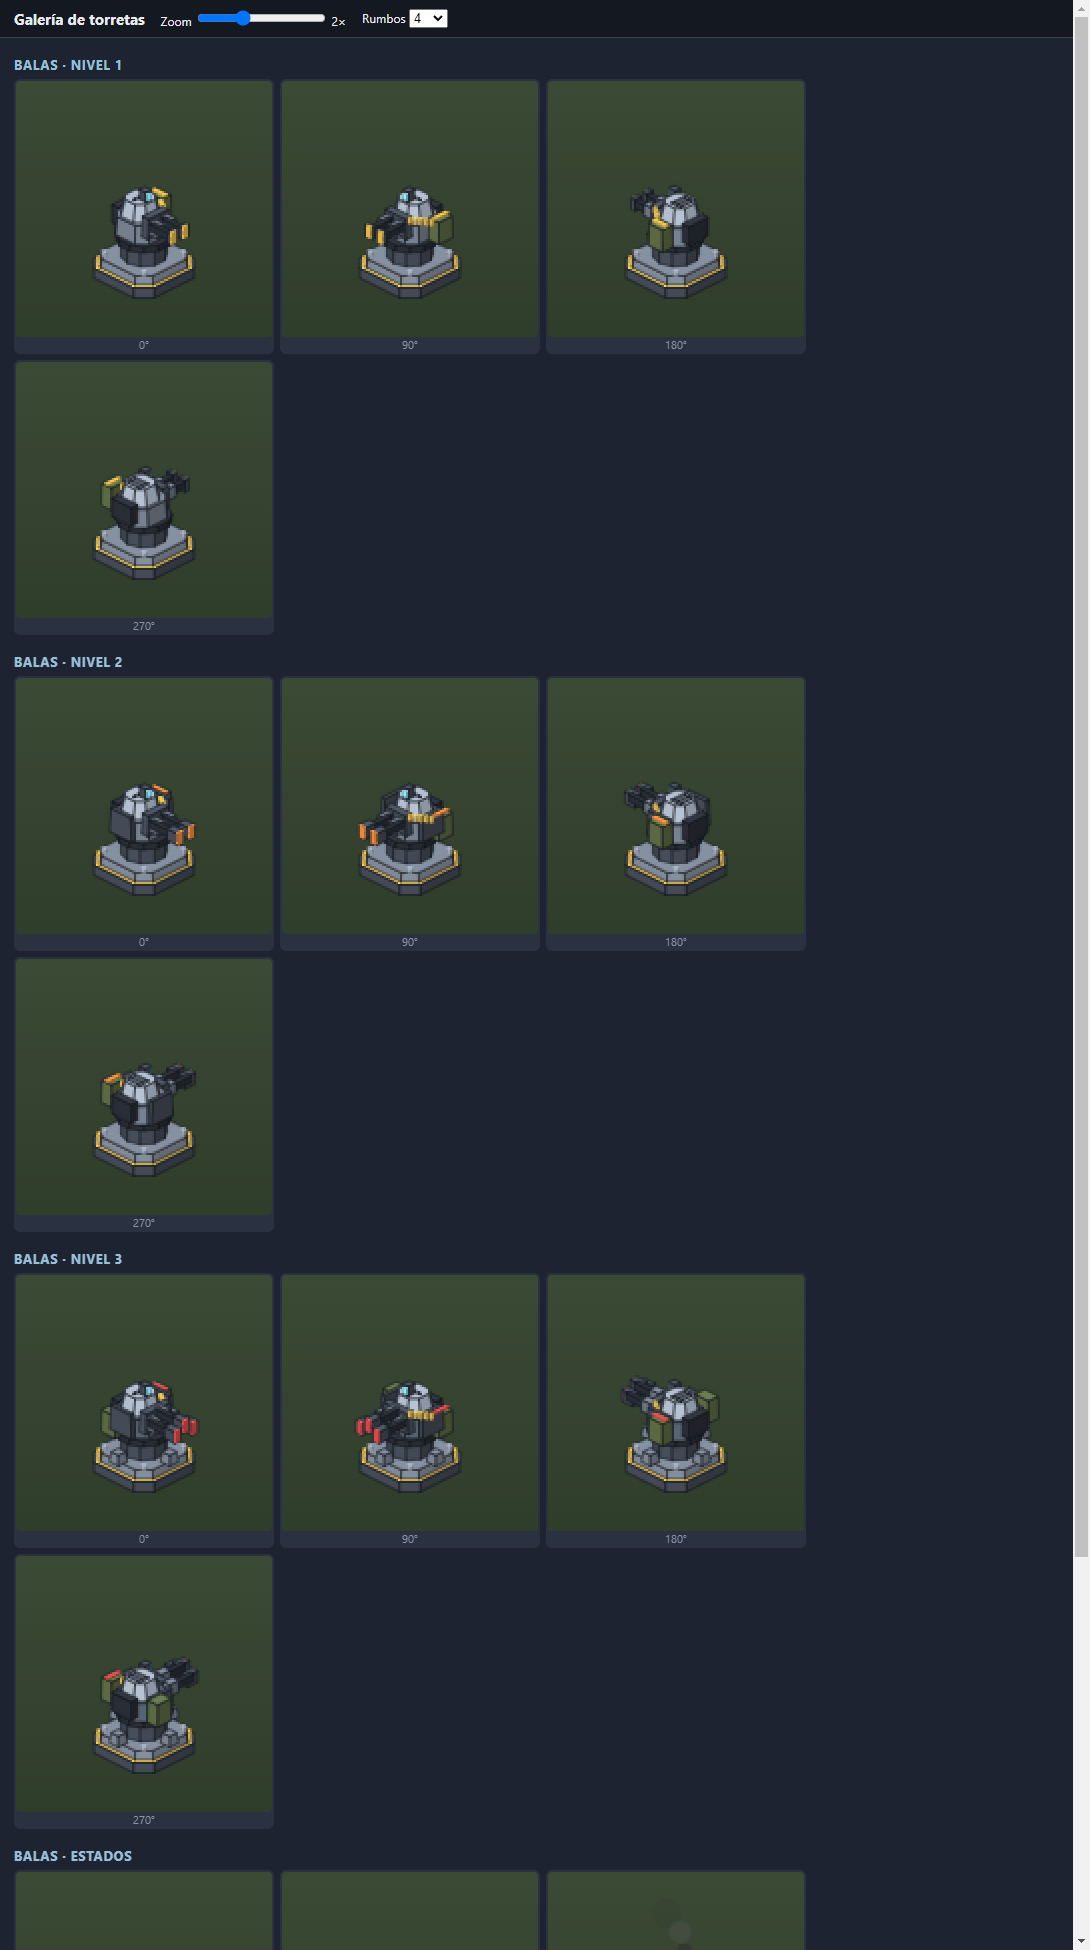 Galería de torretas Zoom 2× Rumbos 4
BALAS · NIVEL 1
0° 90° 180°
270°
BALAS · NIVEL 2
0° 90° 180°
270°
BALAS · NIVEL 3
0° 90° 180°
270°
BALAS · ESTADOS